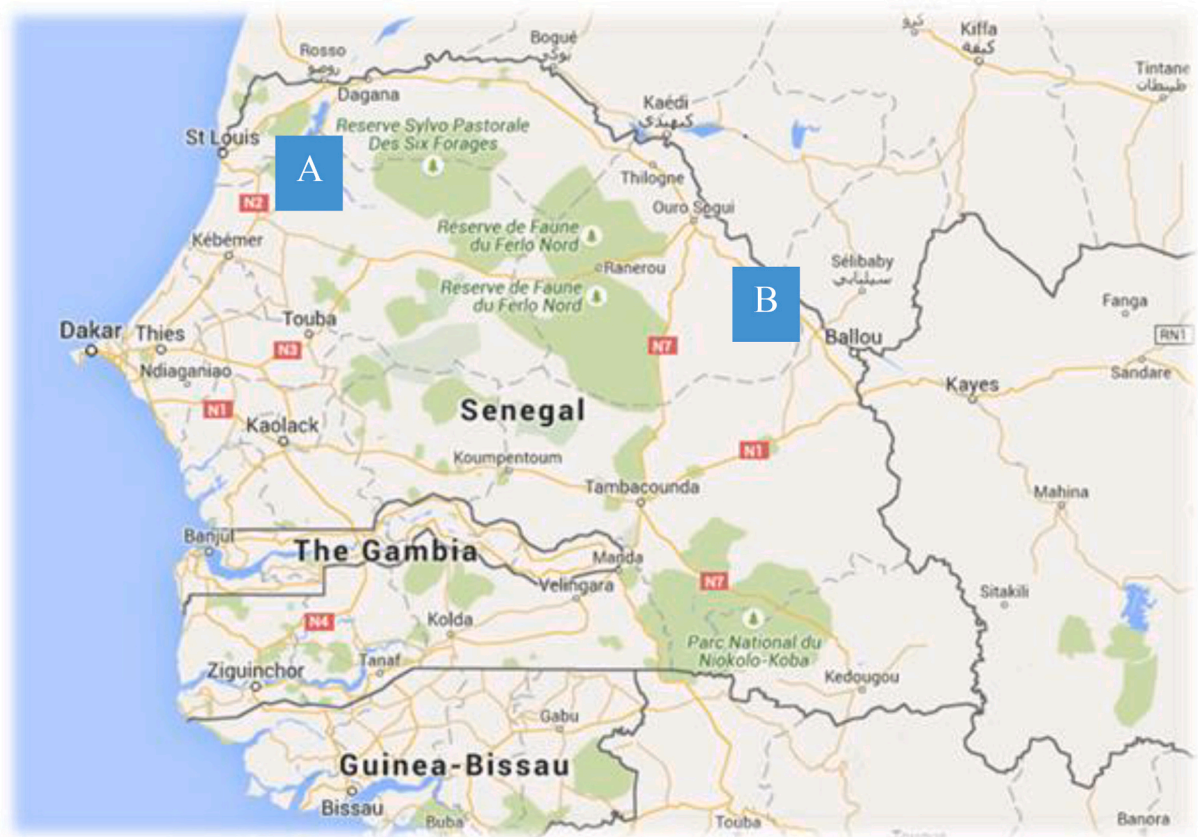 Kiffa
كيفه
Bogué
بوكي
Rosso
روصو
Tintane
طينطان
Dagana
Kaédi
كيهيدي
St Louis
Reserve Sylvo Pastorale
Des Six Forages
A
Thilogne
N2
Ouro Sogui
Réserve de Faune
du Ferlo Nord
Kébémer
Sélibaby
سيليبابي
Ranerou
B
Réserve de Faune
du Ferlo Nord
Fanga
Touba
Dakar
Thies
Ballou
RN1
N3
N7
Ndiaganiao
Sandare
Kayes
N1
Senegal
Kaolack
N1
Koumpentoum
Tambacounda
Mahina
Banjul
The Gambia
Manda
Velingara
N7
Sitakili
N4
Kolda
Parc National du
Niokolo-Koba
Tanaf
Ziguinchor
Kedougou
Gabu
Guinea-Bissau
Bissau
Buba
Touba
Banora